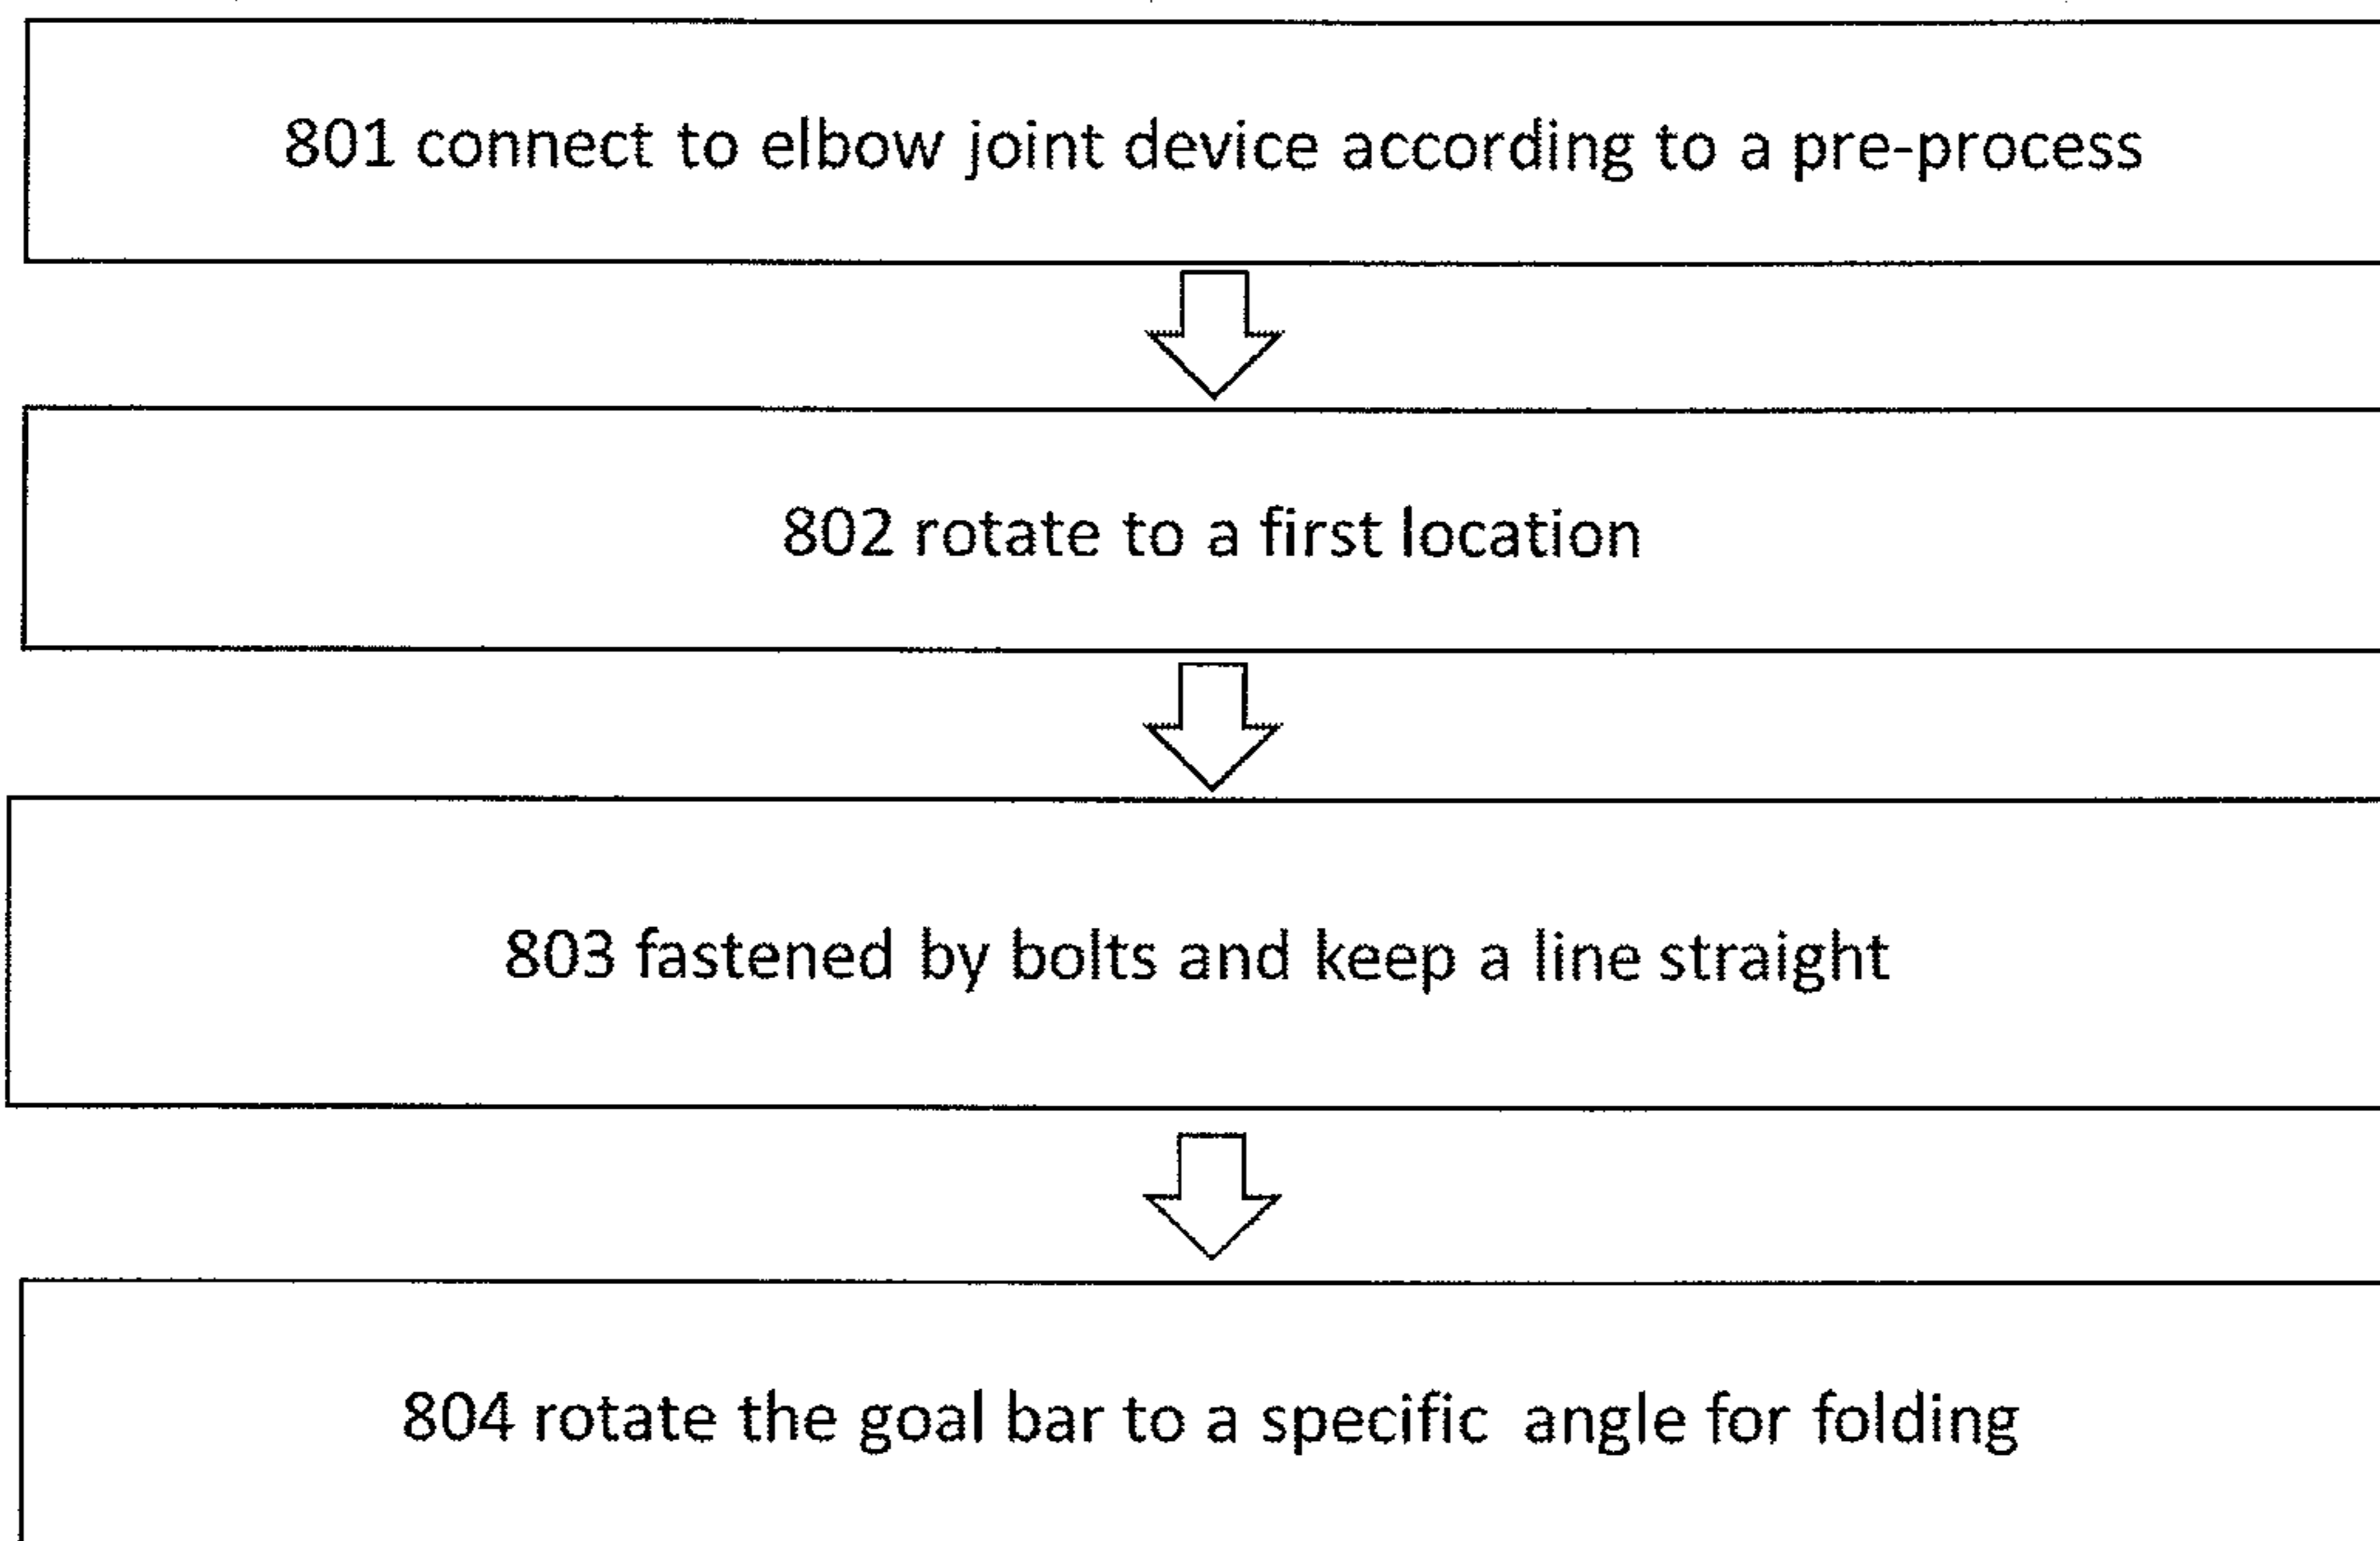 801 connect to elbow joint device according to a pre-process
802 rotate to a first location
803 fastened by bolts and keep a line straight
804 rotate the goal bar to a specific angle for folding